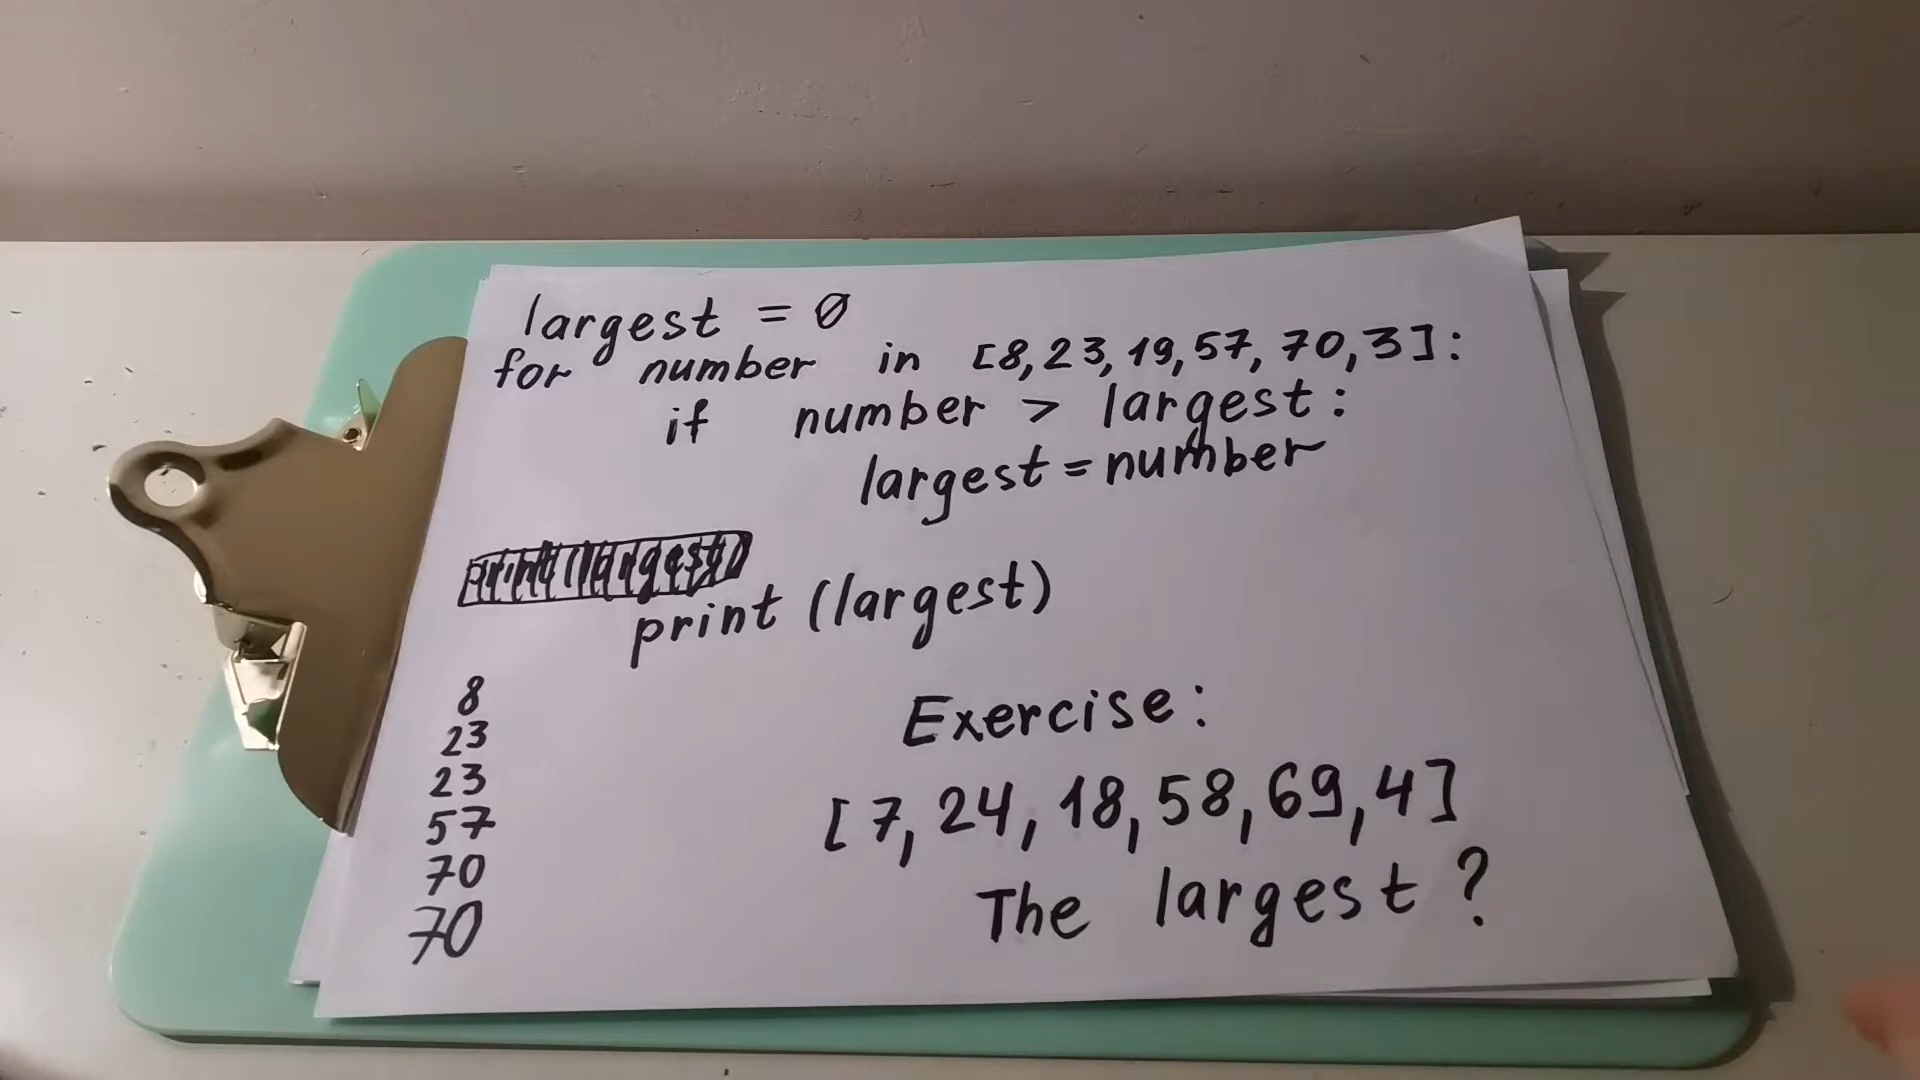 largest = 0
for number in [8, 23, 19, 57, 70, 3]:
if number > largest:
largest = number
print (largest)
8
23
23
57
70
70
Exercise:
[7, 24, 18, 58, 69, 4]
The largest?